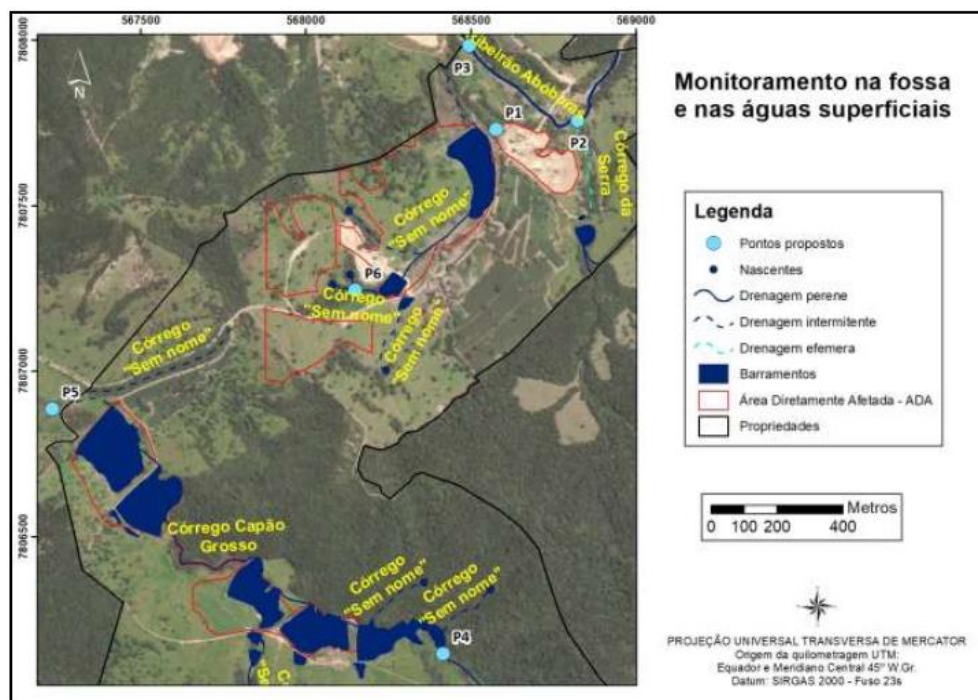 567500
568000
568500
569000
7808000
7807500
7807000
7806500
N
Ribeirão Aboboras
P3
P1
P2
Córrego da
Serra
Córrego
"Sem nome"
P6
Córrego
"Sem nome"
Córrego
"Sem nome"
Córrego
"Sem nome"
P5
Córrego Capão
Grosso
Córrego
"Sem nome"
Córrego
"Sem nome"
P4
"Se
C'
Monitoramento na fossa
e nas águas superficiais
Legenda
Pontos propostos
Nascentes
Drenagem perene
Drenagem intermitente
Drenagem efemera
Barramentos
Área Diretamente Afetada - ADA
Propriedades
Metros
0 100 200 400
PROJEÇÃO UNIVERSAL TRANSVERSA DE MERCATOR
Origem da quilometragem UTM:
Equador e Meridiano Central 45° W.Gr.
Datum: SIRGAS 2000 - Fuso 23s